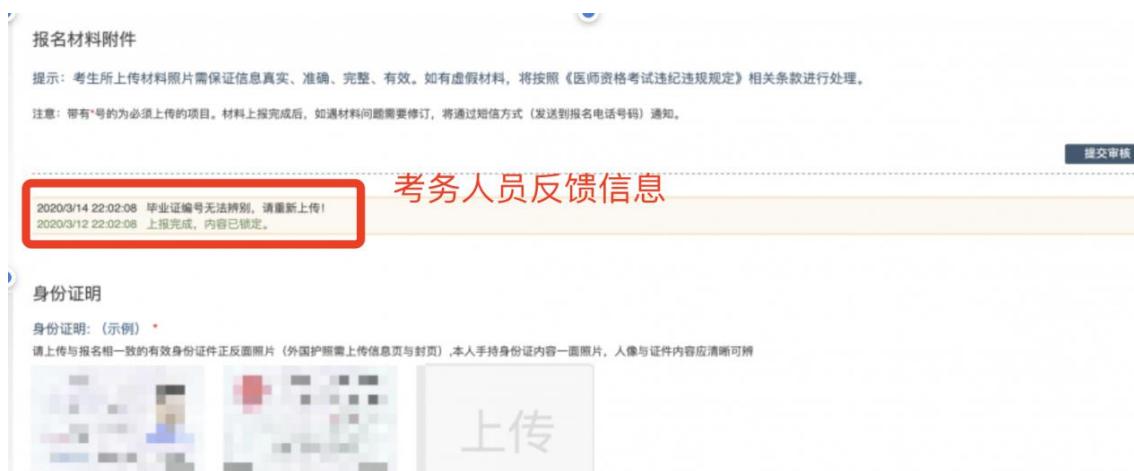 报名材料附件
提示：考生所上传材料照片需保证信息真实、准确、完整、有效。如有虚假材料，将按照《医师资格考试违纪违规规定》相关条款进行处理。
注意：带有*号的为必须上传的项目。材料上报完成后，如遇材料问题需要修订，将通过短信方式（发送到报名电话号码）通知。
提交审核
考务人员反馈信息
2020/3/14 22:02:08 毕业证编号无法辨别，请重新上传！
2020/3/12 22:02:08 上报完成，内容已锁定。
身份证明
身份证明：（示例） *
请上传与报名相一致的有效身份证件正反面照片（外国护照需上传信息页与封页）,本人手持身份证内容一面照片，人像与证件内容应清晰可辨
上传